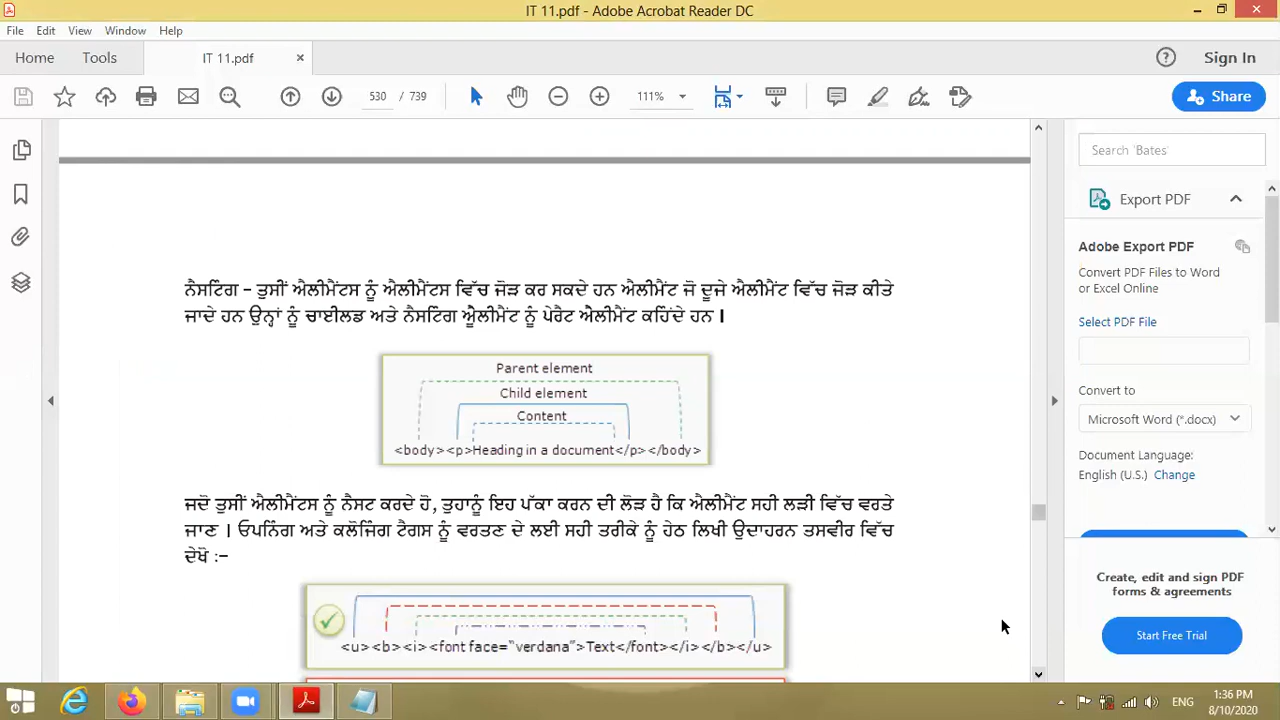 IT 11.pdf - Adobe Acrobat Reader DC
File Edit View Window Help
Home Tools IT 11.pdf × Sign In
530 / 739 111% Share
Search 'Bates'
Export PDF
Adobe Export PDF
Convert PDF Files to Word
or Excel Online
Select PDF File
Convert to
Microsoft Word (*.docx)
Document Language:
English (U.S.) Change
Create, edit and sign PDF
forms & agreements
Start Free Trial
ਨੈਸਟਿੰਗ – ਤੁਸੀਂ ਐਲੀਮੈਂਟਸ ਨੂੰ ਐਲੀਮੈਂਟਸ ਵਿੱਚ ਜੋੜ ਕਰ ਸਕਦੇ ਹਨ ਐਲੀਮੈਂਟ ਜੋ ਦੂਜੇ ਐਲੀਮੈਂਟ ਵਿੱਚ ਜੋੜ ਕੀਤੇ
ਜਾਦੇ ਹਨ ਉਨ੍ਹਾਂ ਨੂੰ ਚਾਈਲਡ ਅਤੇ ਨੈਸਟਿੰਗ ਨੂੰ ਪੇਰੈਟ ਐਲੀਮੈਂਟ ਕਹਿੰਦੇ ਹਨ ।
Parent element
Child element
Content
<body><p>Heading in a document</p></body>
ਜਦੋ ਤੁਸੀਂ ਐਲੀਮੈਂਟਸ ਨੂੰ ਨੈਸਟ ਕਰਦੇ ਹੋ, ਤੁਹਾਨੂੰ ਇਹ ਪੱਕਾ ਕਰਨ ਦੀ ਲੋੜ ਹੈ ਕਿ ਐਲੀਮੈਂਟ ਸਹੀ ਲੜੀ ਵਿੱਚ ਵਰਤੇ
ਜਾਣ । ਓਪਨਿੰਗ ਅਤੇ ਕਲੋਜਿੰਗ ਟੈਗਸ ਨੂੰ ਵਰਤਣ ਦੇ ਲਈ ਸਹੀ ਤਰੀਕੇ ਨੂੰ ਹੇਠ ਲਿਖੀ ਉਦਾਹਰਨ ਤਸਵੀਰ ਵਿੱਚ
ਦੇਖੋ :–
<u><b><i><font face="verdana">Text</font></i></b></u>
ENG 1:36 PM
8/10/2020